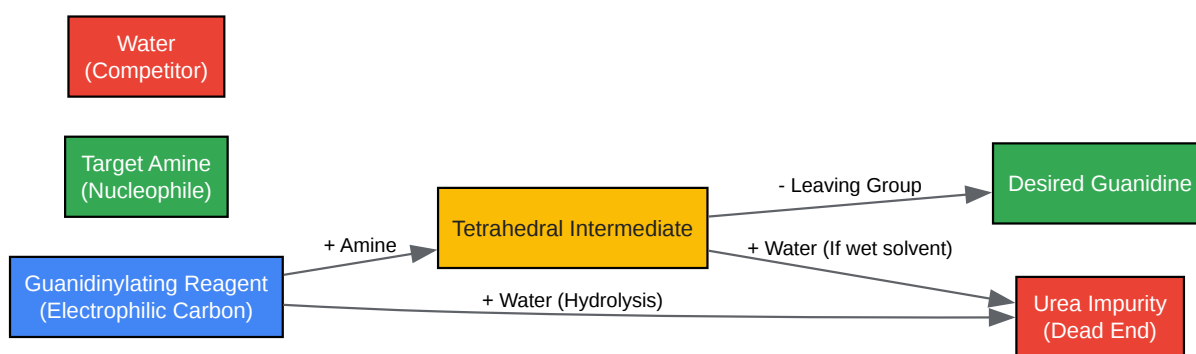 Water
(Competitor)
Target Amine
(Nucleophile)
Guanidinylating Reagent
(Electrophilic Carbon)
+ Amine
Tetrahedral Intermediate
- Leaving Group
Desired Guanidine
+ Water (If wet solvent)
+ Water (Hydrolysis)
Urea Impurity
(Dead End)